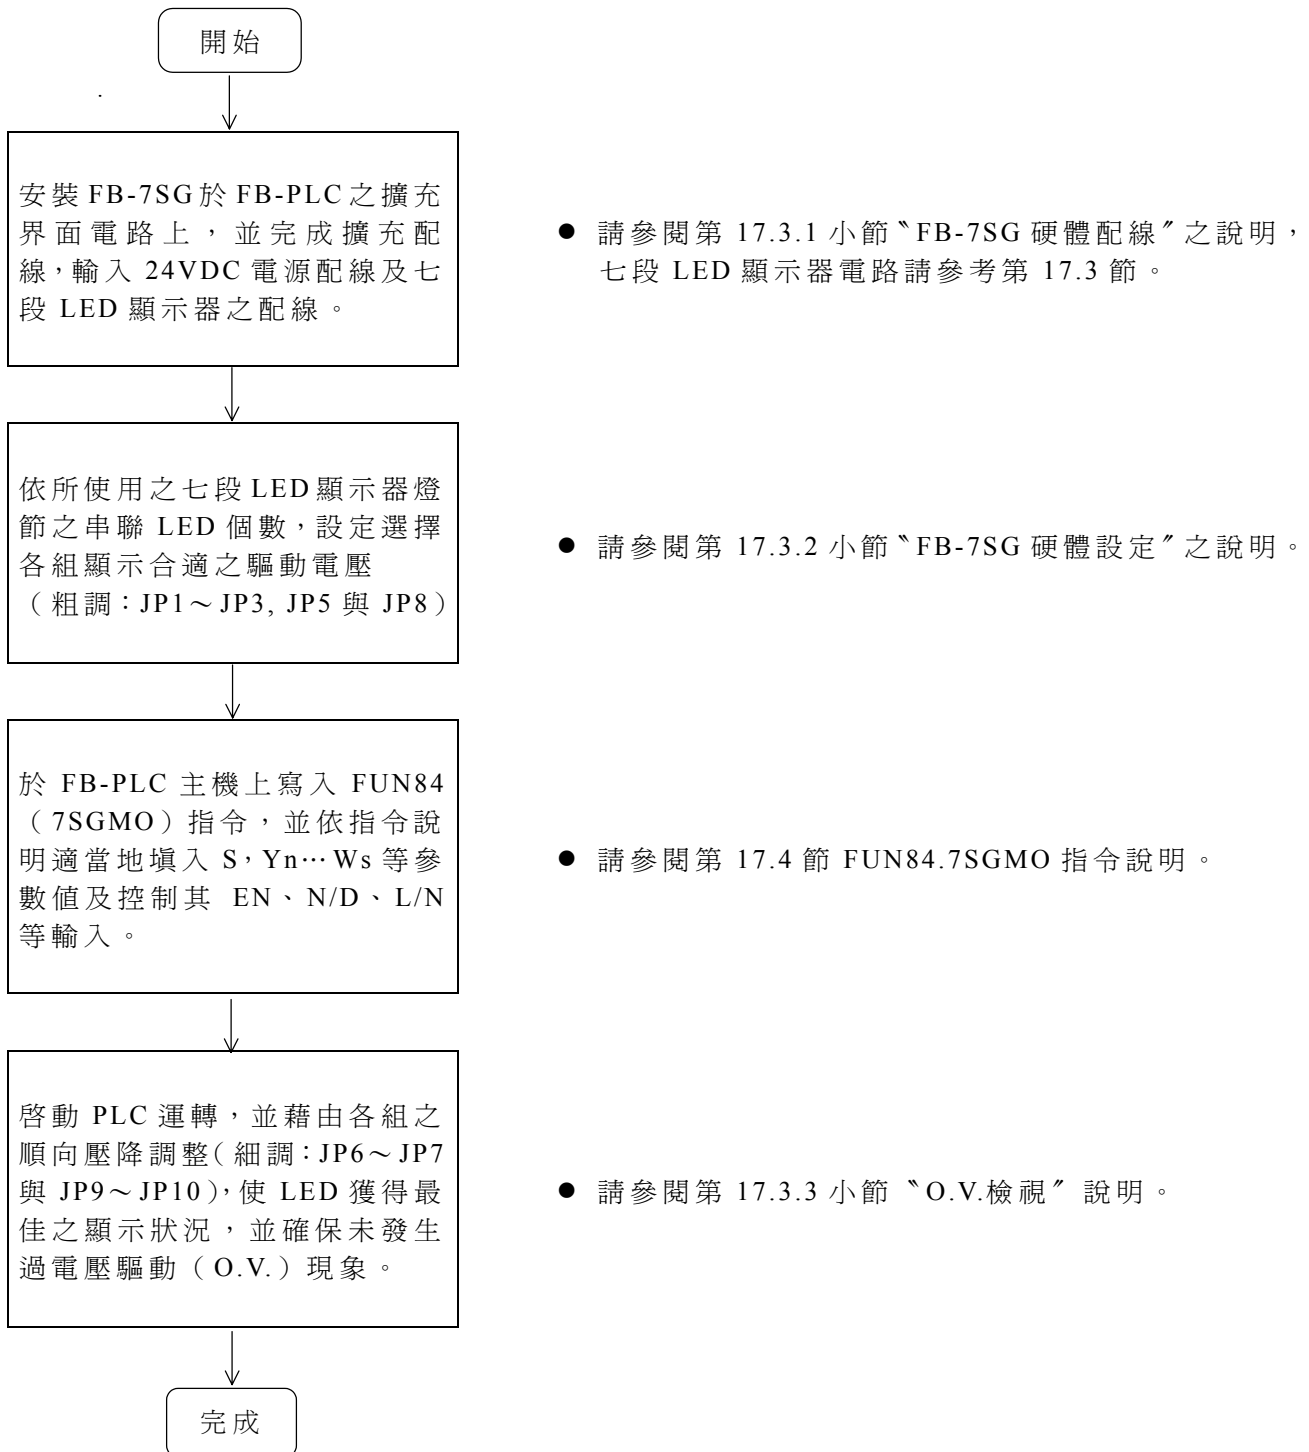 開始
安裝 FB-7SG 於 FB-PLC 之擴充
界面電路上，並完成擴充配
線，輸入 24VDC 電源配線及七
段 LED 顯示器之配線。
● 請參閱第 17.3.1 小節〝FB-7SG 硬體配線〞之說明，
七段 LED 顯示器電路請參考第 17.3 節。
依所使用之七段 LED 顯示器燈
節之串聯 LED 個數，設定選擇
各組顯示合適之驅動電壓
（粗調：JP1～JP3, JP5 與 JP8）
● 請參閱第 17.3.2 小節〝FB-7SG 硬體設定〞之說明。
於 FB-PLC 主機上寫入 FUN84
（7SGMO）指令，並依指令說
明適當地填入 S，Yn…Ws 等參
數值及控制其 EN、N/D、L/N
等輸入。
● 請參閱第 17.4 節 FUN84.7SGMO 指令說明。
啓動 PLC 運轉，並藉由各組之
順向壓降調整（細調：JP6～JP7
與 JP9～JP10），使 LED 獲得最
佳之顯示狀況，並確保未發生
過電壓驅動（O.V.）現象。
● 請參閱第 17.3.3 小節〝O.V.檢視〞說明。
完成